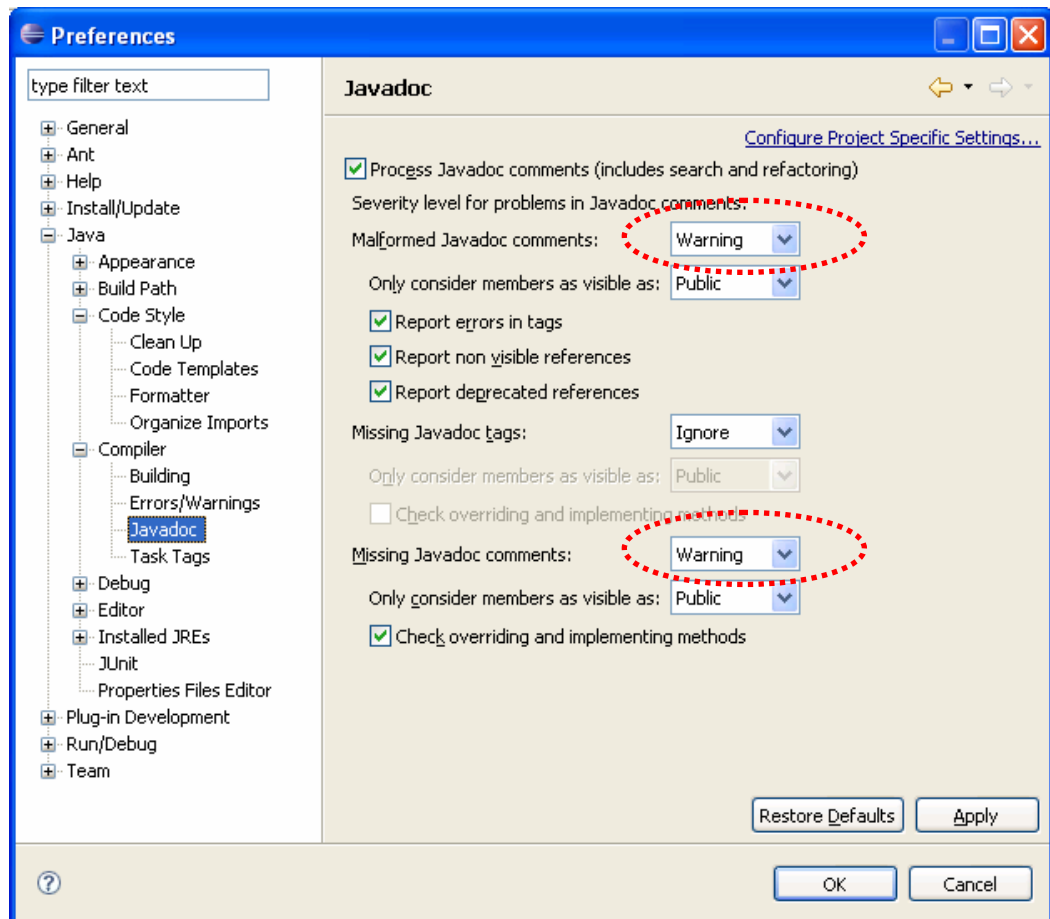 Preferences
type filter text
General
Ant
Help
Install/Update
Java
Appearance
Build Path
Code Style
Clean Up
Code Templates
Formatter
Organize Imports
Compiler
Building
Errors/Warnings
Javadoc
Task Tags
Debug
Editor
Installed JREs
JUnit
Properties Files Editor
Plug-in Development
Run/Debug
Team
Javadoc
Configure Project Specific Settings...
Process Javadoc comments (includes search and refactoring)
Severity level for problems in Javadoc comments:
Malformed Javadoc comments: Warning
Only consider members as visible as: Public
Report errors in tags
Report non visible references
Report deprecated references
Missing Javadoc tags: Ignore
Only consider members as visible as: Public
Check overriding and implementing methods
Missing Javadoc comments: Warning
Only consider members as visible as: Public
Check overriding and implementing methods
Restore Defaults Apply
? OK Cancel